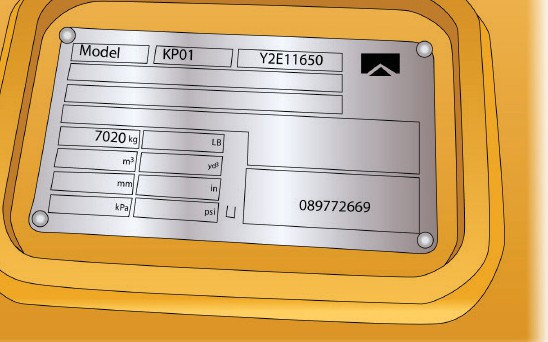 Model KP01 Y2E11650
7020 kg LB
m³ yd³
mm in
kPa psi
089772669